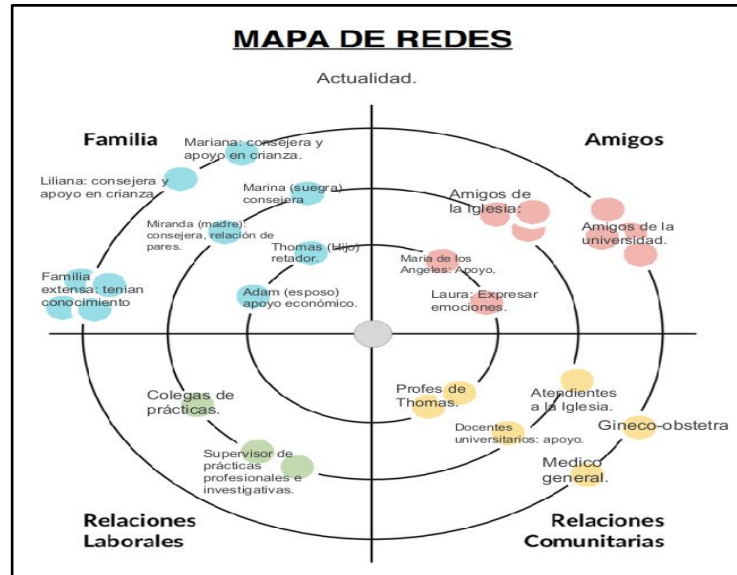 MAPA DE REDES
Actualidad.
Familia
Mariana: consejera y
apoyo en crianza.
Liliana: consejera y
apoyo en crianza.
Marina (suegra)
consejera
Miranda (madre):
consejera, relación de
pares.
Thomas (hijo)
retador.
Familia
extensa: tenian
conocimiento
Adam (esposo)
apoyo económico.
Amigos
Amigos de
la iglesia:
Amigos de la
universidad.
Maria de los
Angeles: Apoyo,
Laura: Expresar
emociones.
Colegas de
prácticas.
Supervisor de
prácticas
profesionales e
investigativas.
Relaciones
Laborales
Profes de
Thomas.
Atendientes
a la Iglesia.
Docentes
universitarios: apoyo.
Gineco-obstetra
Medico
general.
Relaciones
Comunitarias